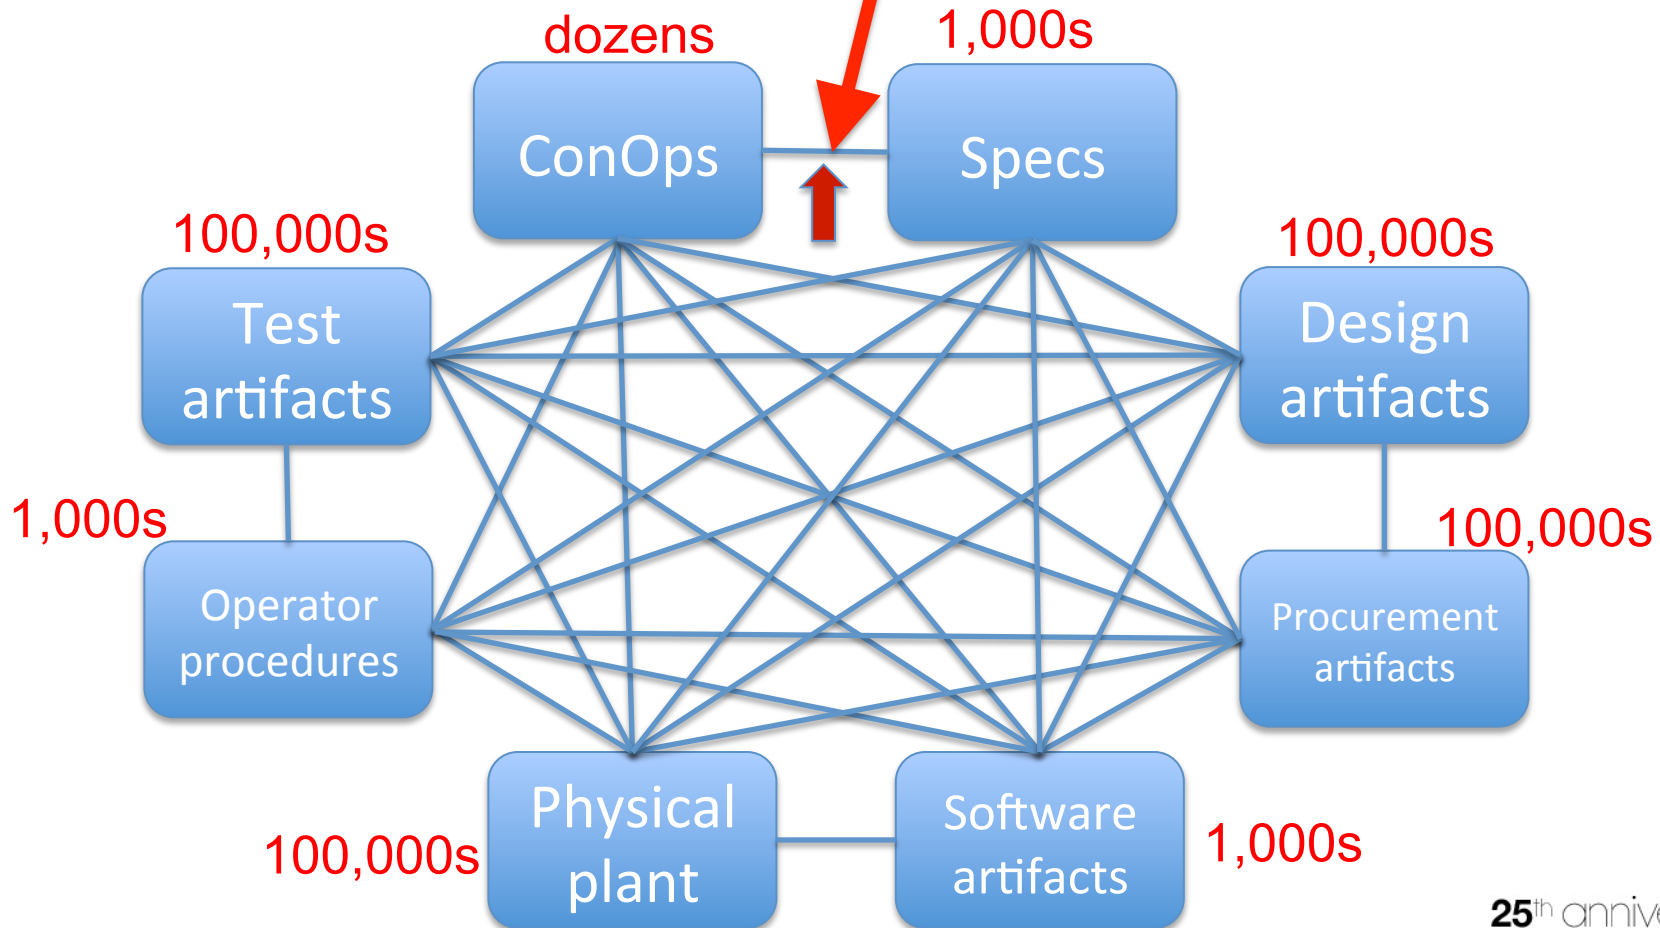 dozens
1,000s
ConOps
Specs
100,000s
100,000s
Test
artifacts
Design
artifacts
1,000s
100,000s
Operator
procedures
Procurement
artifacts
Physical
plant
Software
artifacts
100,000s
1,000s
25th annive